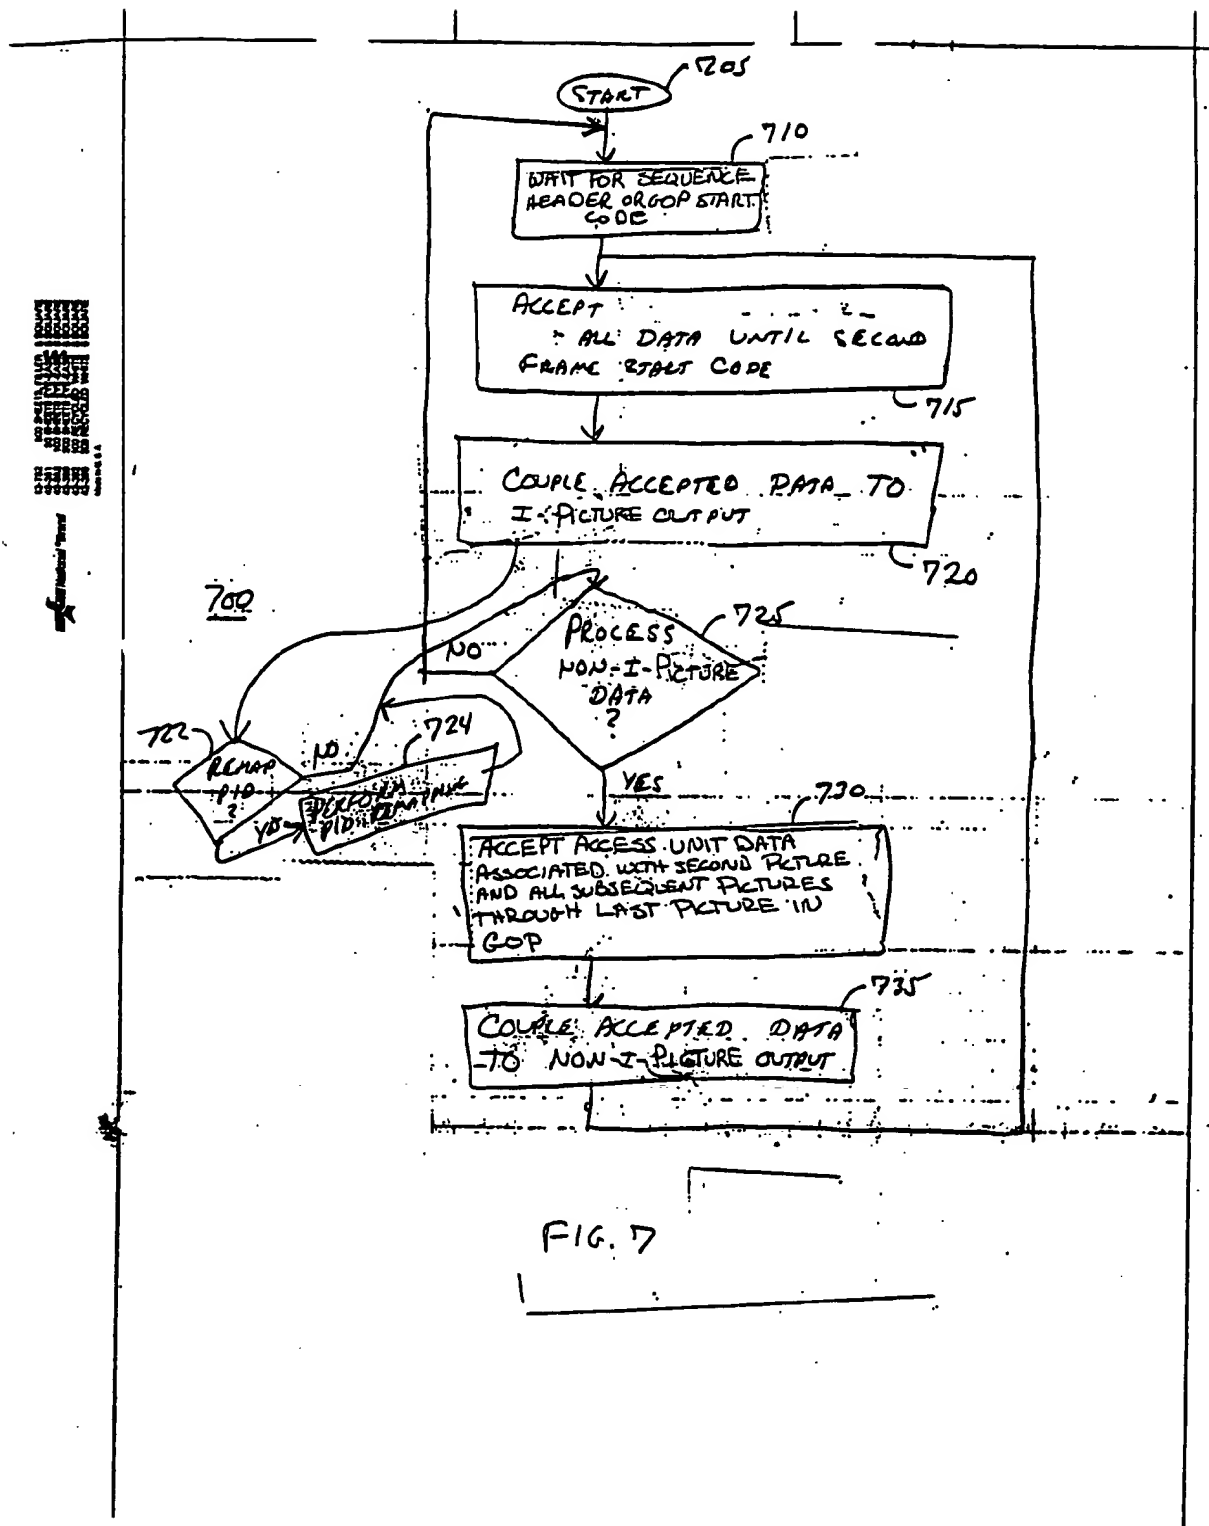 705
START
710
WAIT FOR SEQUENCE
HEADER OR GOP START
CODE
ACCEPT
ALL DATA UNTIL SECOND
FRAME START CODE
715
COUPLE ACCEPTED DATA TO
I-PICTURE OUTPUT
720
700
725
PROCESS
NON-I-PICTURE
DATA
?
NO
722
REMAP
PID
?
NO
YES
724
PERFORM
PID REMAPPING
YES
730
ACCEPT ACCESS UNIT DATA
ASSOCIATED WITH SECOND PICTURE
AND ALL SUBSEQUENT PICTURES
THROUGH LAST PICTURE IN
GOP
735
COUPLE ACCEPTED DATA
TO NON-I-PICTURE OUTPUT
FIG. 7